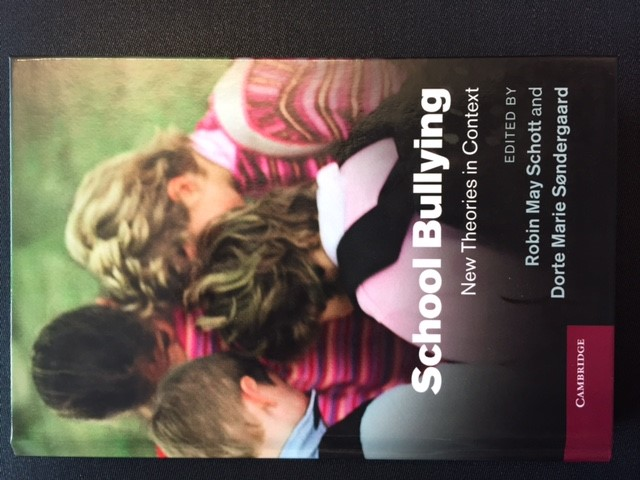 School Bullying
New Theories in Context
EDITED BY
Robin May Schott and
Dorte Marie Søndergaard
CAMBRIDGE